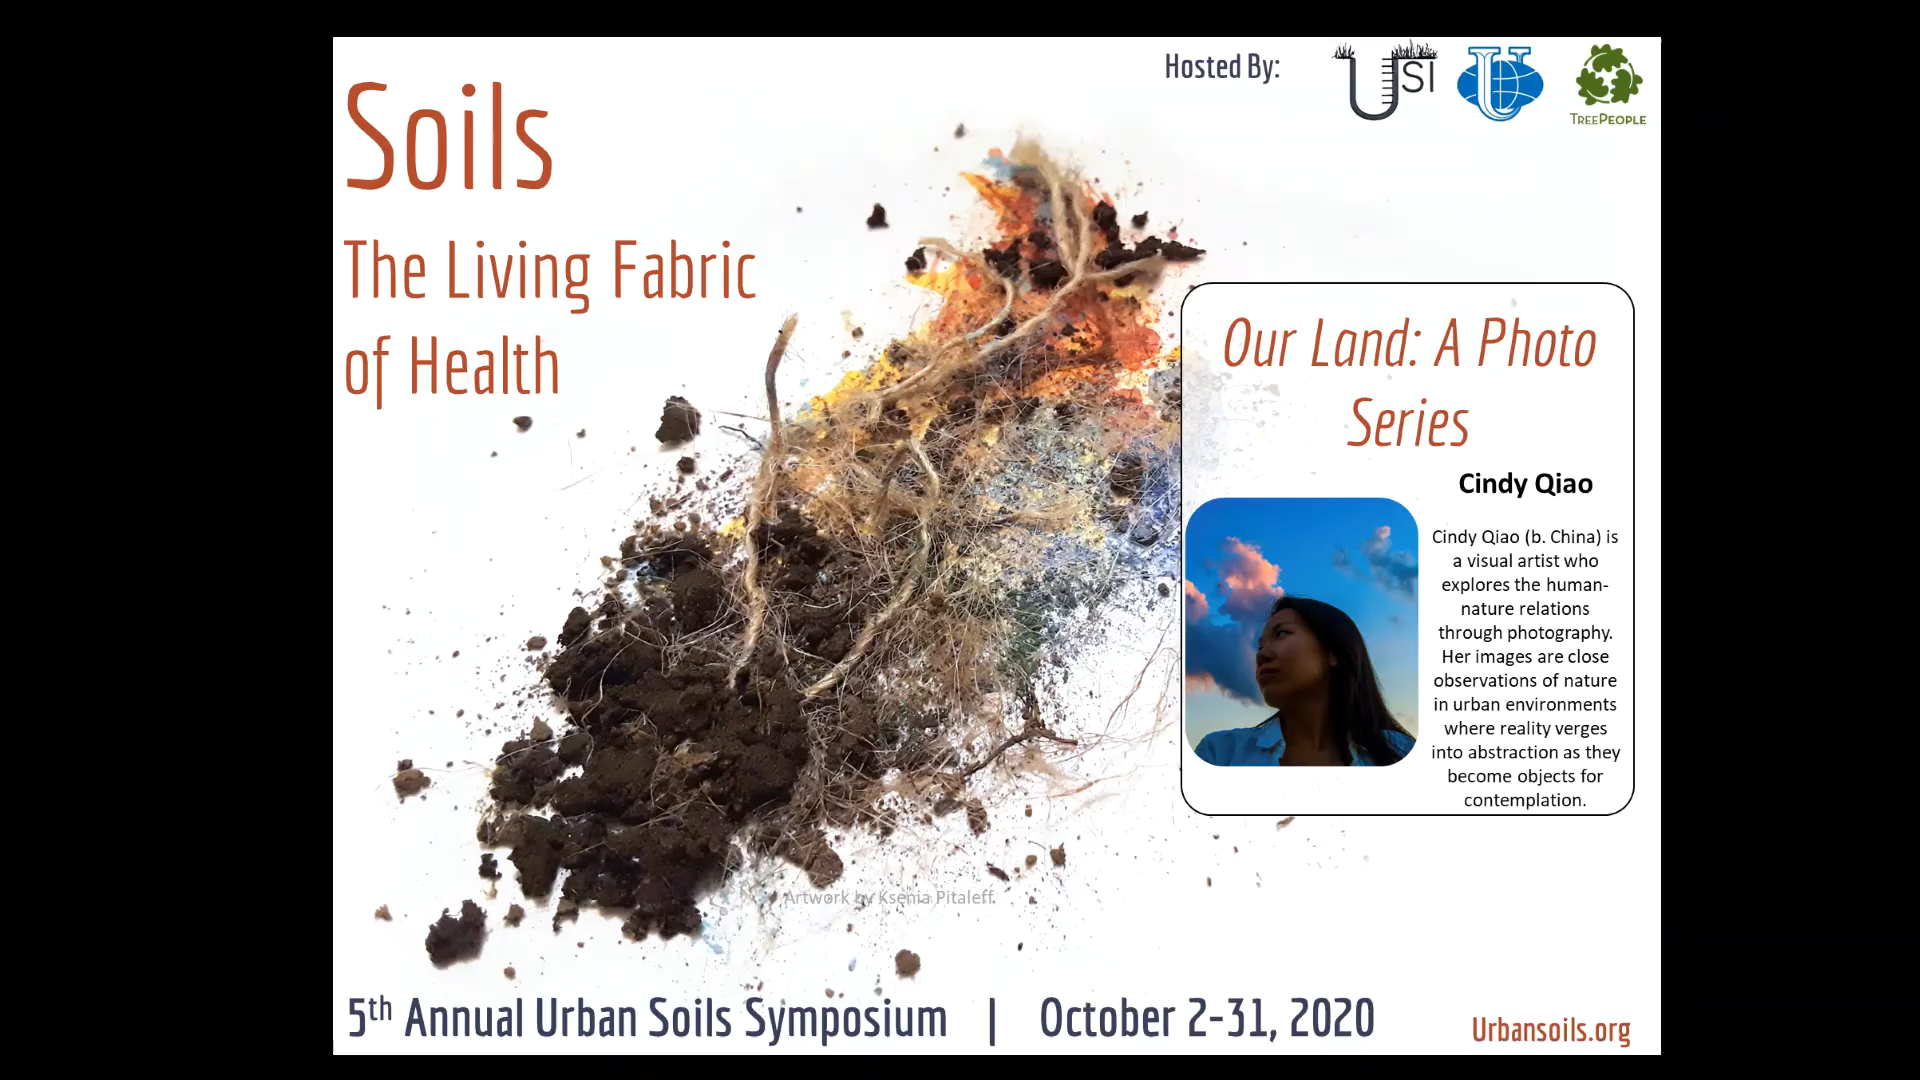 Soils
The Living Fabric
of Health
Hosted By:
USI
U
TREEPEOPLE
Our Land: A Photo
Series
Cindy Qiao
Cindy Qiao (b. China) is
a visual artist who
explores the human-
nature relations
through photography.
Her images are close
observations of nature
in urban environments
where reality verges
into abstraction as they
become objects for
contemplation.
Artwork by Ksenia Pitaleff.
5th Annual Urban Soils Symposium | October 2-31, 2020
Urbansoils.org